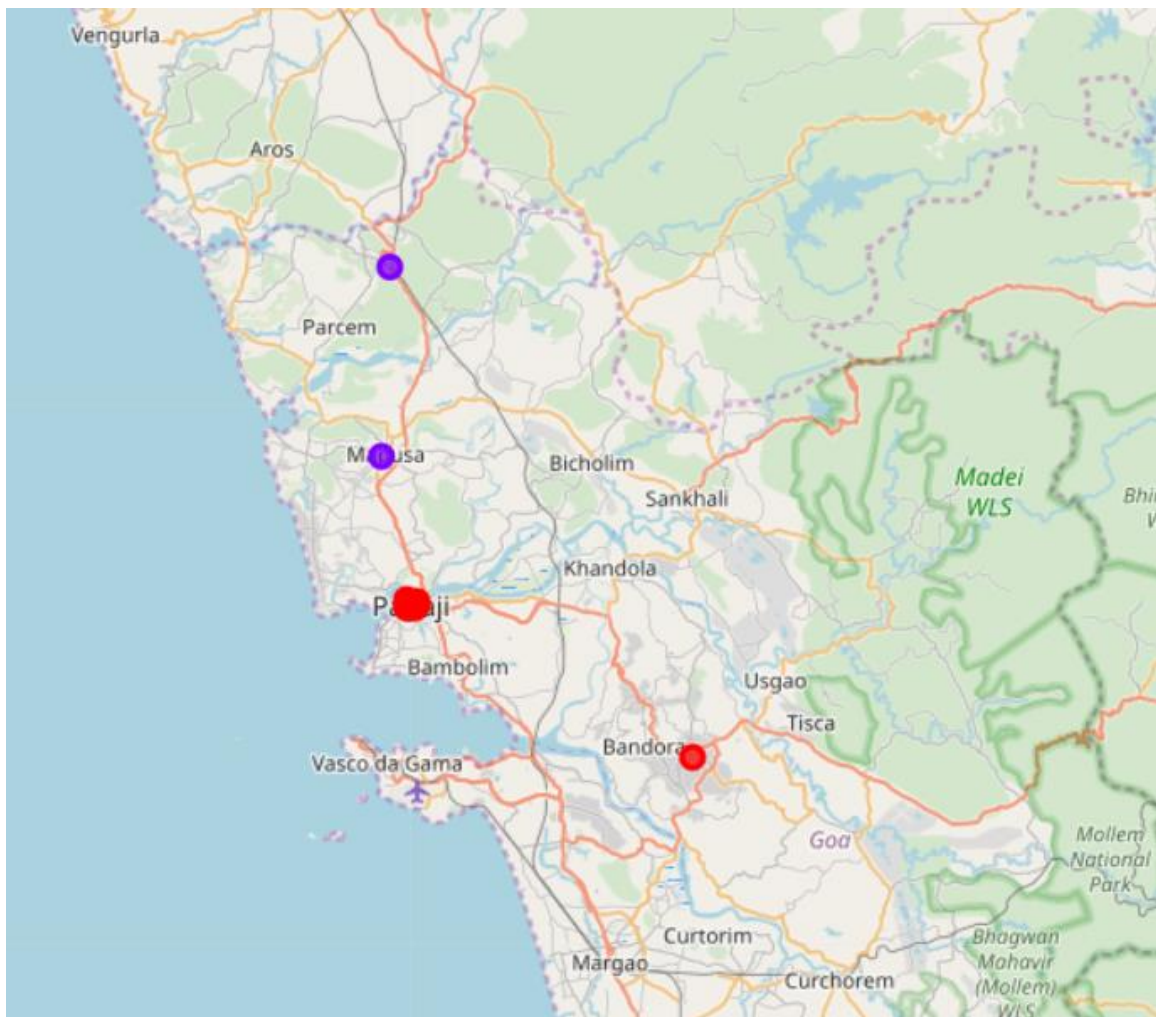 Vengurla
Aros
Parcem
Bicholim
Sankhali
Madei
WLS
Khandola
Bambolim
Usgao
Tisca
Bandora
Vasco da Gama
Goa
Mollem
National
Park
Curtorim
Margao
Curchorem
Bhagwan
Mahavir
(Mollem)
WLS